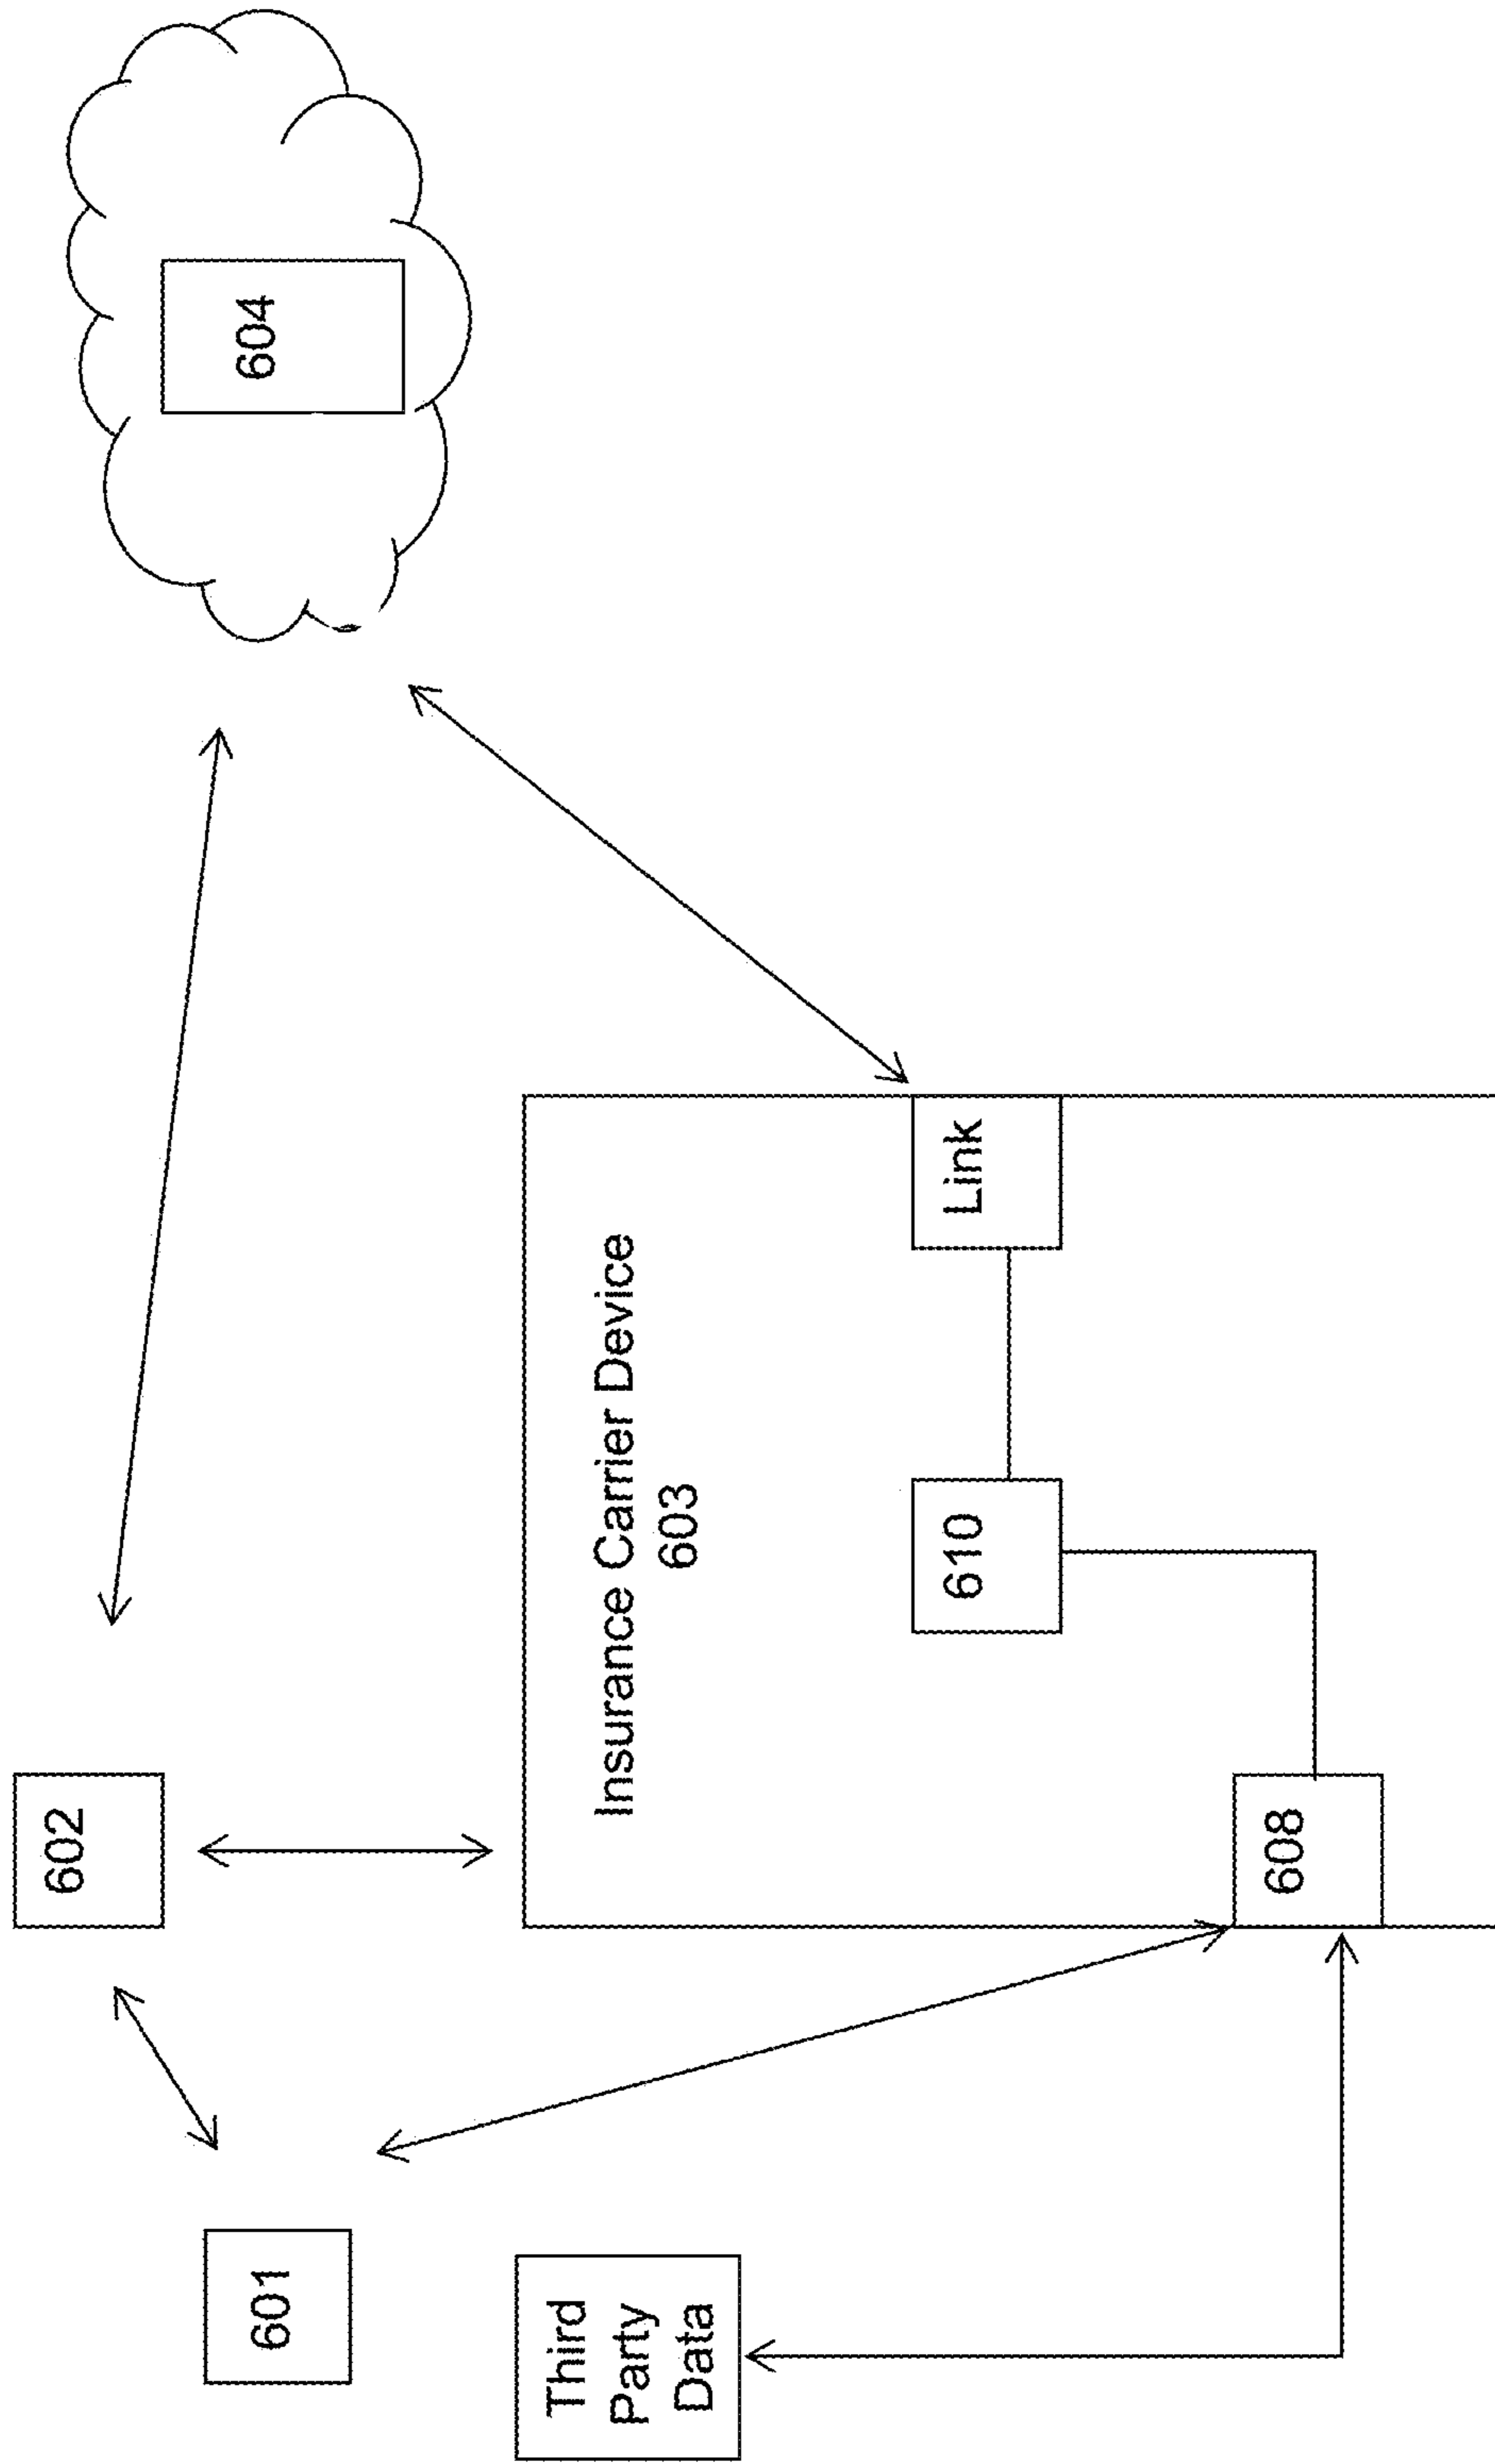 602
604
601
Insurance Carrier Device
603
Third
Party
Data
610
Link
608